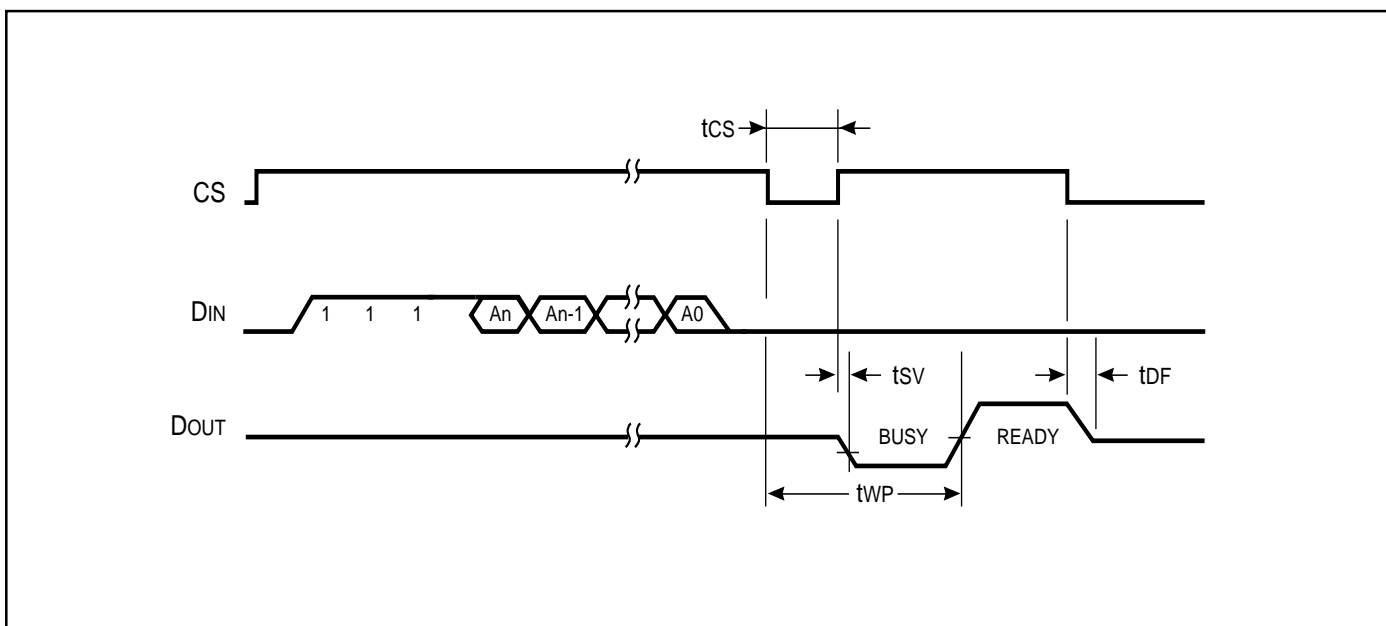 tCS
CS
DIN
1 1 1 An An-1 A0
tSV
tDF
DOUT
BUSY READY
tWP